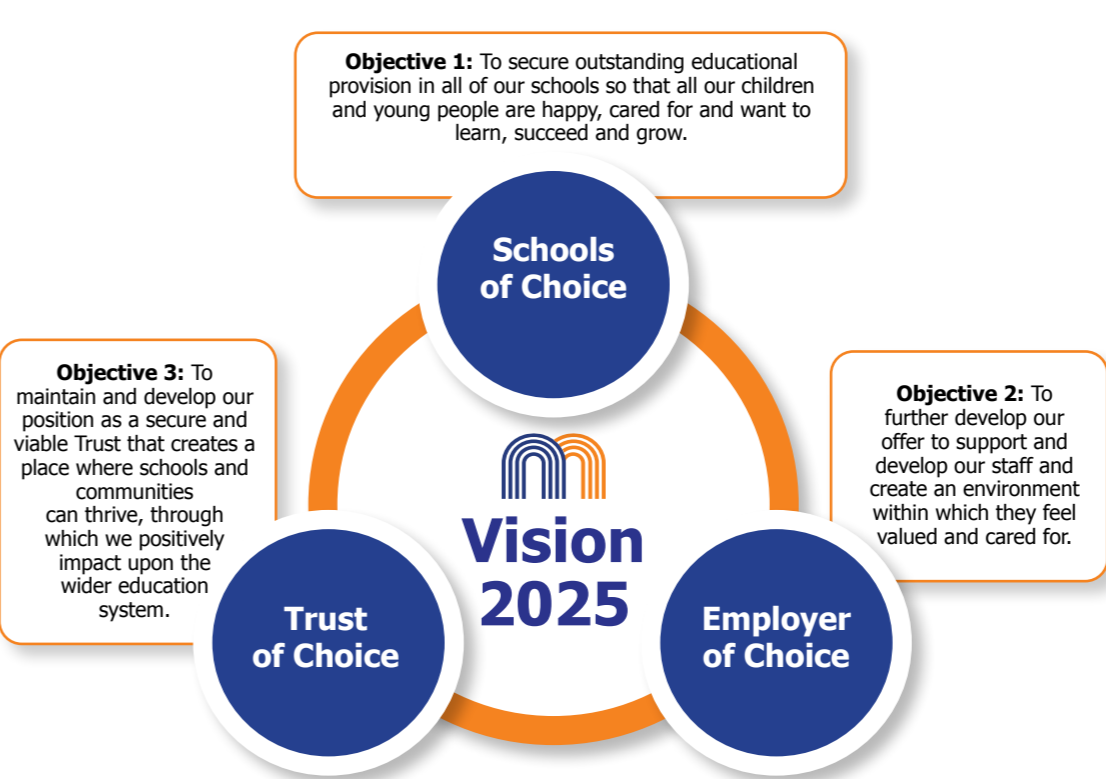 Objective 1: To secure outstanding educational
provision in all of our schools so that all our children
and young people are happy, cared for and want to
learn, succeed and grow.
Schools
of Choice
Objective 3: To
maintain and develop our
position as a secure and
viable Trust that creates a
place where schools and
communities
can thrive, through
which we positively
impact upon the
wider education
system.
Objective 2: To
further develop our
offer to support and
develop our staff and
create an environment
within which they feel
valued and cared for.
Vision
2025
Trust
of Choice
Employer
of Choice